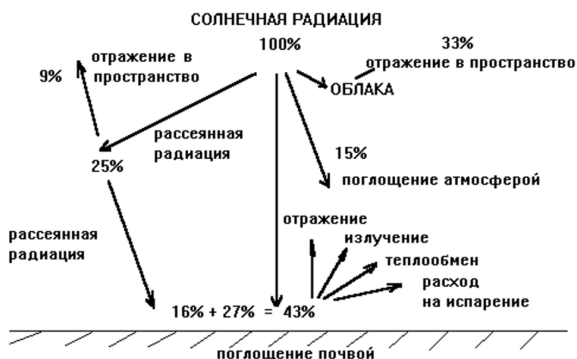 СОЛНЕЧНАЯ РАДИАЦИЯ
100%
33%
отражение в пространство
9%
отражение в
пространство
ОБЛАКА
рассеянная
радиация
25%
15%
поглощение атмосферой
рассеянная
радиация
отражение
излучение
теплообмен
расход
на испарение
16% + 27% = 43%
поглощение почвой